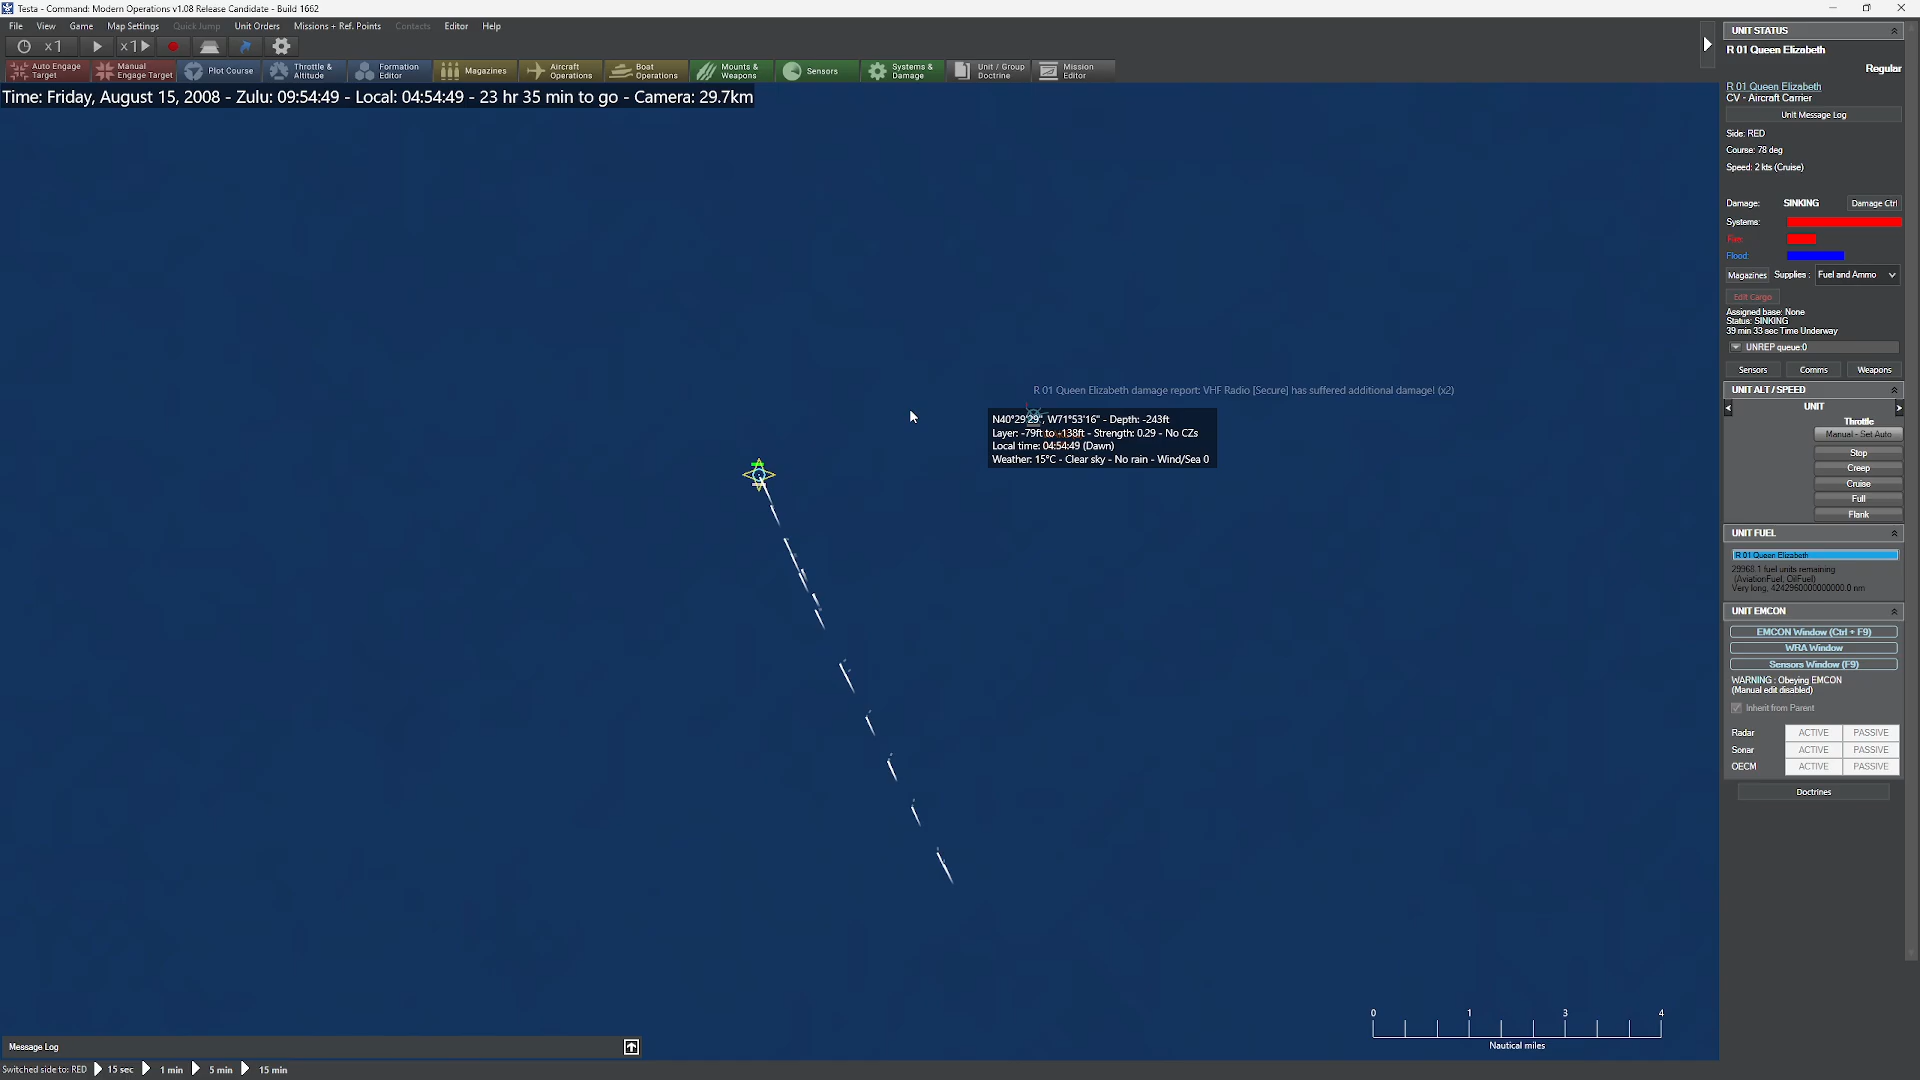 Testa - Command: Modern Operations v1.08 Release Candidate - Build 1662
File View Game Map Settings Quick Jump Unit Orders Missions + Ref. Points Contacts Editor Help
x1 x1
Auto Engage Target
Manual Engage Target
Plot Course
Throttle & Altitude
Formation Editor
Magazines
Aircraft Operations
Boat Operations
Mounts & Weapons
Sensors
Systems & Damage
Unit / Group Doctrine
Mission Editor
Time: Friday, August 15, 2008 - Zulu: 09:54:49 - Local: 04:54:49 - 23 hr 35 min to go - Camera: 29.7km
R 01 Queen Elizabeth damage report: VHF Radio [Secure] has suffered additional damage! (x2)
N40°29'29", W71°53'16" - Depth: -243ft
Layer: -79ft to -138ft - Strength: 0.29 - No CZs
Local time: 04:54:49 (Dawn)
Weather: 15°C - Clear sky - No rain - Wind/Sea 0
0 1 3 4
Nautical miles
Message Log
Switched side to: RED 15 sec 1 min 5 min 15 min
UNIT STATUS
R 01 Queen Elizabeth
Regular
R 01 Queen Elizabeth
CV - Aircraft Carrier
Unit Message Log
Side: RED
Course: 78 deg
Speed: 2 kts (Cruise)
Damage: SINKING Damage Ctrl
Systems:
Fire:
Flood:
Magazines Supplies : Fuel and Ammo
Edit Cargo
Assigned base: None
Status: SINKING
39 min 33 sec Time Underway
UNREP queue:0
Sensors Comms Weapons
UNIT ALT / SPEED
UNIT
Throttle
Manual - Set Auto
Stop
Creep
Cruise
Full
Flank
UNIT FUEL
R 01 Queen Elizabeth
29968.1 fuel units remaining
(AviationFuel, OilFuel)
Very long, 4242960000000000.0 nm
UNIT EMCON
EMCON Window (Ctrl + F9)
WRA Window
Sensors Window (F9)
WARNING : Obeying EMCON
(Manual edit disabled)
Inherit from Parent
Radar ACTIVE PASSIVE
Sonar ACTIVE PASSIVE
OECM ACTIVE PASSIVE
Doctrines